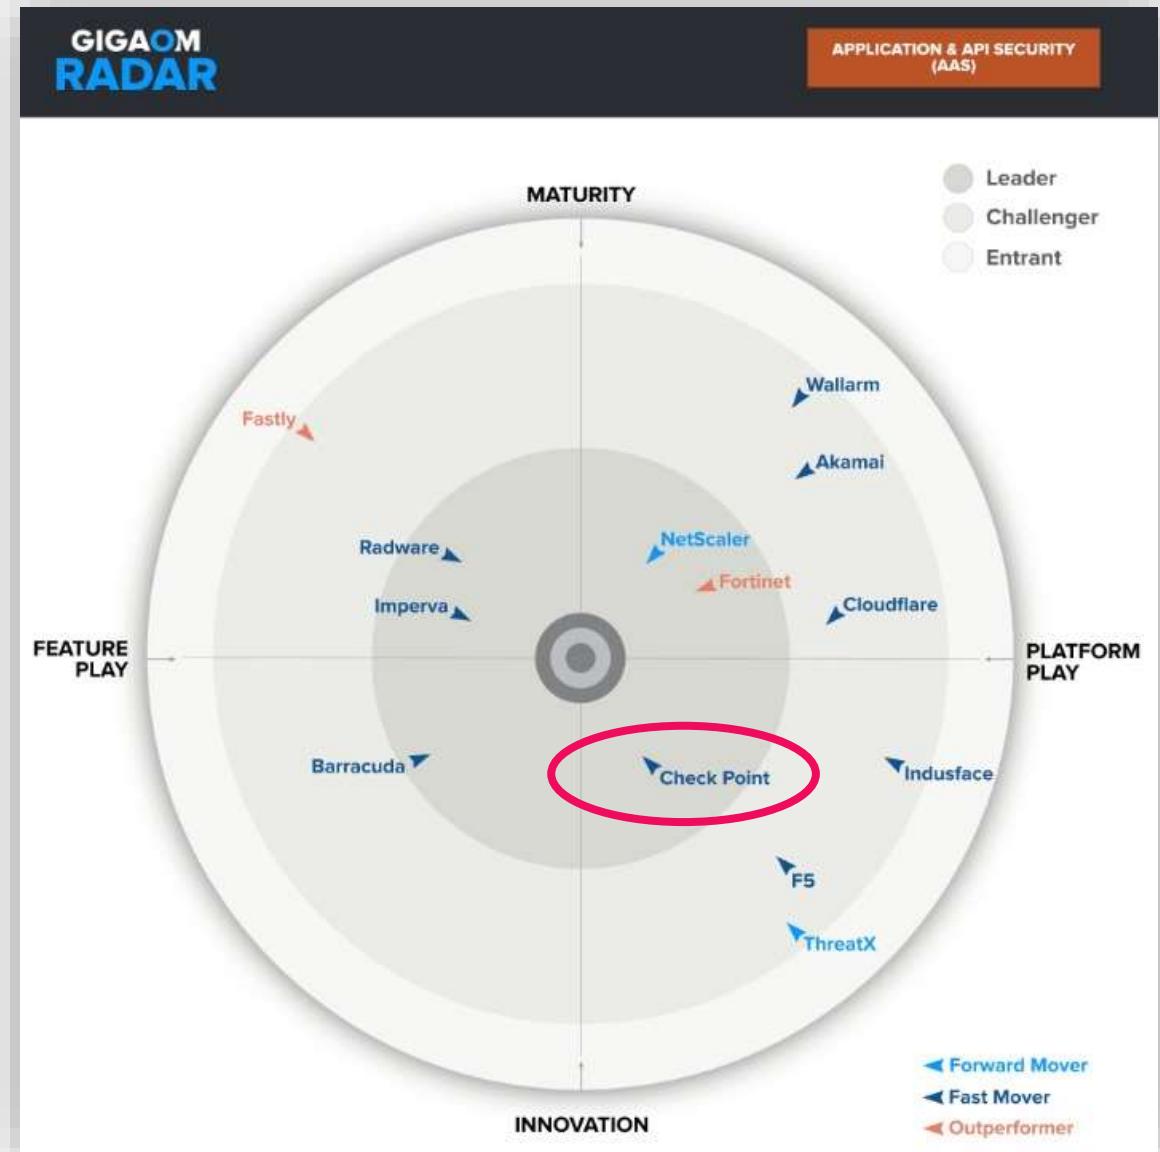 GIGAOM
RADAR
APPLICATION & API SECURITY
(AAS)
Leader
Challenger
Entrant
MATURITY
Wallarm
Fastly
Akamai
NetScaler
Radware
Fortinet
Imperva
Cloudflare
FEATURE
PLAY
PLATFORM
PLAY
Barracuda
Check Point
Indusface
F5
ThreatX
Forward Mover
Fast Mover
INNOVATION
Outperformer